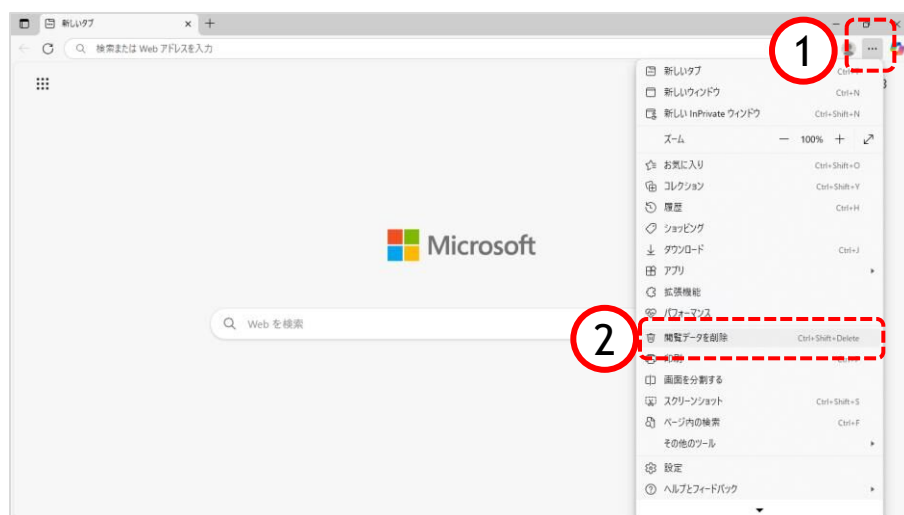 新しいタブ
検索または Web アドレスを入力
1
新しいタブ
新しいウィンドウ Ctrl+N
新しい InPrivate ウィンドウ Ctrl+Shift+N
ズーム 100%
お気に入り Ctrl+Shift+O
コレクション Ctrl+Shift+Y
履歴 Ctrl+H
ショッピング
ダウンロード Ctrl+J
アプリ
拡張機能
パフォーマンス
Microsoft
Web を検索
2
閲覧データを削除 Ctrl+Shift+Delete
印刷
画面を分割する
スクリーンショット Ctrl+Shift+S
ページ内の検索 Ctrl+F
その他のツール
設定
ヘルプとフィードバック